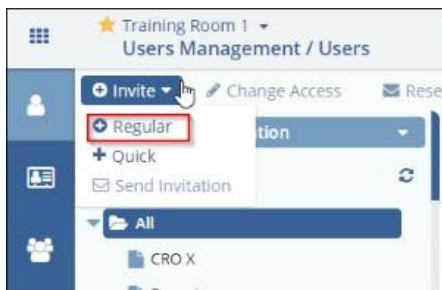 Training Room 1
Users Management / Users
Invite Change Access Rese
Regular
tion
Quick
Send Invitation
All
CRO X